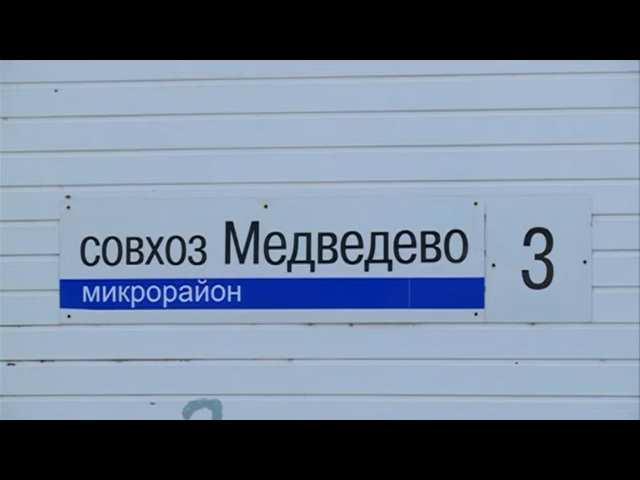 совхоз Медведево 3
микрорайон